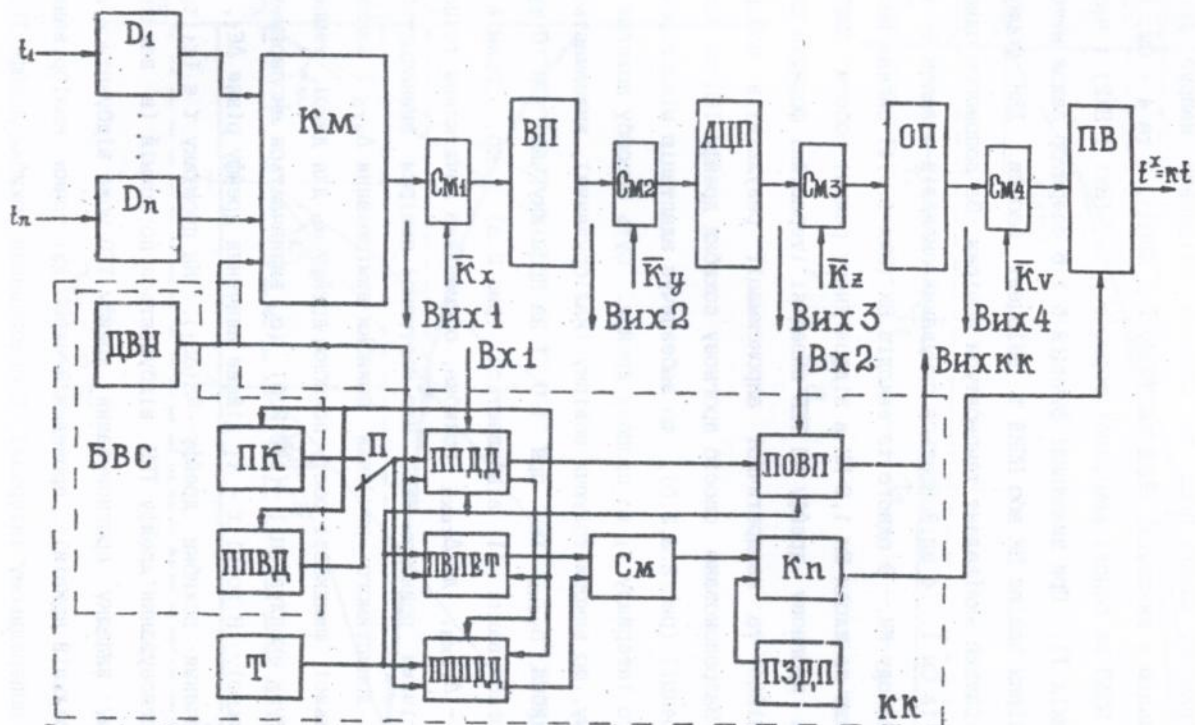 t₁
D₁
tₙ
Dₙ
Км
См1
ВП
См2
АЦП
См3
ОП
См4
ПВ
tˣ=кt
K̅x
K̅y
K̅z
K̅v
Вих1
Вих2
Вих3
Вих4
Вх1
Вх2
Вихкк
ДВН
БВС
ПК
П
ППДД
ПОВП
ППВД
ПВПЕТ
См
Кп
Т
ПППДД
ПЗДП
КК